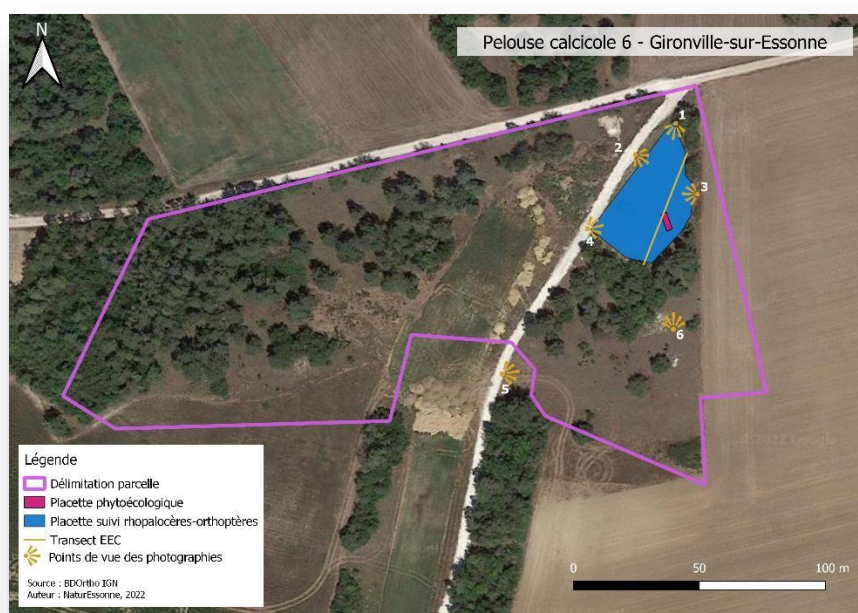 N
Pelouse calcicole 6 - Gironville-sur-Essonne
1
2
3
4
6
5
© 2022 Google
Légende
Délimitation parcelle
Placette phytoécologique
Placette suivi rhopalocères-orthoptères
Transect EEC
Points de vue des photographies
Source : BDOrtho IGN
Auteur : NaturEssonne, 2022
0 50 100 m